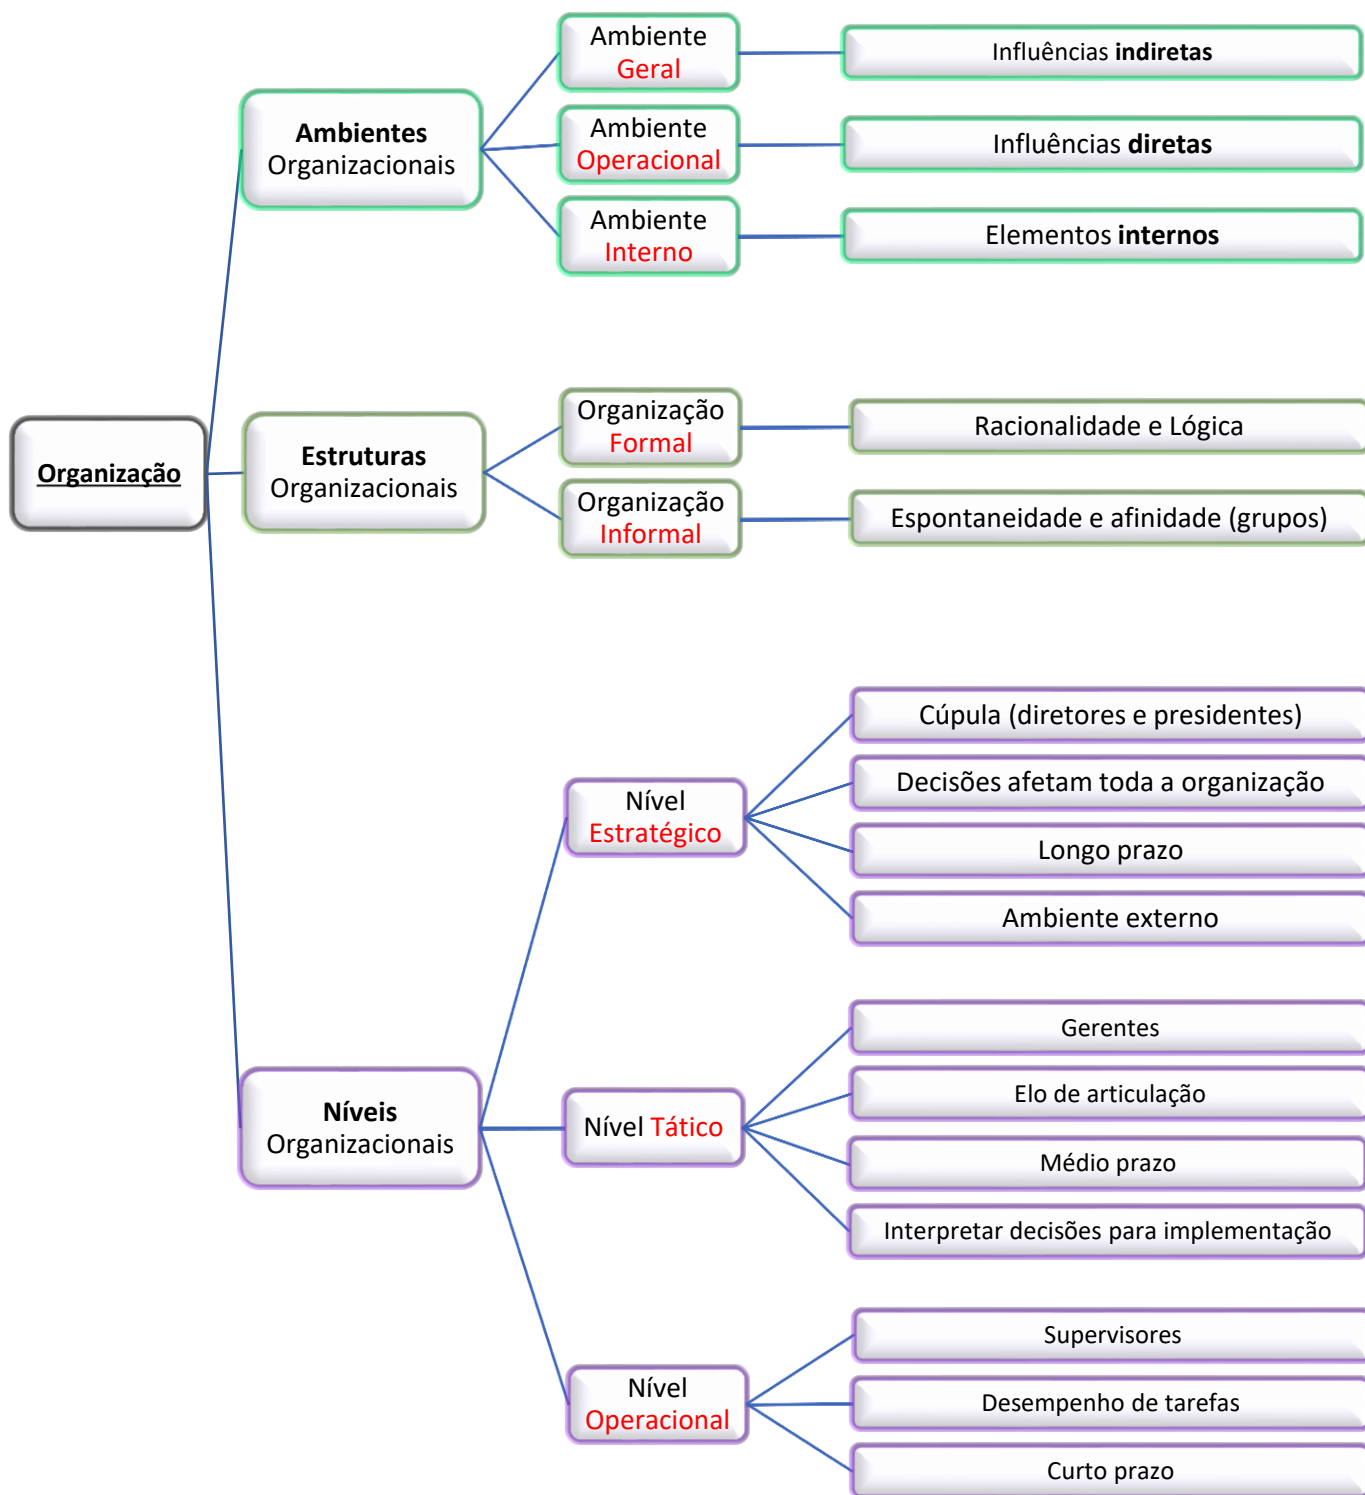 Organização
Ambientes
Organizacionais
Ambiente
Geral
Influências indiretas
Ambiente
Operacional
Influências diretas
Ambiente
Interno
Elementos internos
Estruturas
Organizacionais
Organização
Formal
Racionalidade e Lógica
Organização
Informal
Espontaneidade e afinidade (grupos)
Níveis
Organizacionais
Nível
Estratégico
Cúpula (diretores e presidentes)
Decisões afetam toda a organização
Longo prazo
Ambiente externo
Nível Tático
Gerentes
Elo de articulação
Médio prazo
Interpretar decisões para implementação
Nível
Operacional
Supervisores
Desempenho de tarefas
Curto prazo